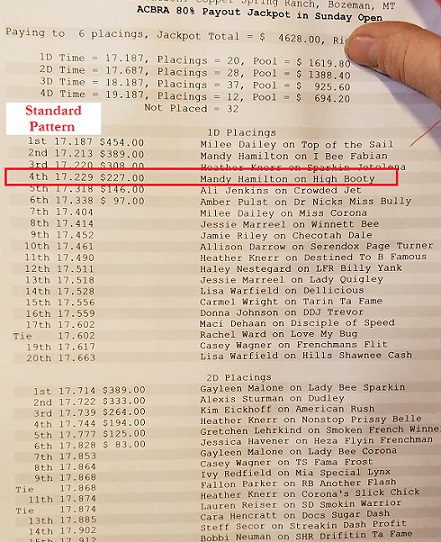 Copper Spring Ranch, Bozeman, MT
ACBRA 80% Payout Jackpot in Sunday Open
Paying to 6 placings, Jackpot Total = $ 4628.00,
1D Time = 17.187, Placings = 20, Pool = $ 1619.80
2D Time = 17.687, Placings = 28, Pool = $ 1388.40
3D Time = 18.187, Placings = 37, Pool = $ 925.60
4D Time = 19.187, Placings = 12, Pool = $ 694.20
Not Placed = 32
Standard
Pattern
1D Placings
1st 17.187 $454.00 Milee Dailey on Top of the Sail
2nd 17.213 $389.00 Mandy Hamilton on I Bee Fabian
3rd 17.220 $308.00 Heather Knerr on Sparkin Jetolena
4th 17.229 $227.00 Mandy Hamilton on High Booty
5th 17.318 $146.00 Ali Jenkins on Crowded Jet
6th 17.338 $ 97.00 Amber Pulst on Dr Nicks Miss Bully
7th 17.404 Milee Dailey on Miss Corona
8th 17.414 Jessie Marreel on Winnett Bee
9th 17.452 Jamie Riley on Checotah Dale
10th 17.461 Allison Darrow on Serendox Page Turner
11th 17.490 Heather Knerr on Destined To B Famous
12th 17.511 Haley Nestegard on LFR Billy Yank
13th 17.518 Jessie Marreel on Lady Quigley
14th 17.528 Lisa Warfield on Dellicious
15th 17.556 Carmel Wright on Tarin Ta Fame
16th 17.559 Donna Johnson on DDJ Trevor
17th 17.602 Maci Dehaan on Disciple of Speed
Tie 17.602 Rachel Ward on Love My Bug
19th 17.617 Casey Wagner on Frenchmans Flit
20th 17.663 Lisa Warfield on Hills Shawnee Cash
2D Placings
1st 17.714 $389.00 Gayleen Malone on Lady Bee Sparkin
2nd 17.722 $333.00 Alexis Sturman on Dudley
3rd 17.739 $264.00 Kim Eickhoff on American Rush
4th 17.744 $194.00 Heather Knerr on Nonstop Prissy Belle
5th 17.777 $125.00 Gretchen Lehrkind on Smoken French Winne
6th 17.828 $ 83.00 Jessica Havener on Heza Flyin Frenchman
7th 17.853 Gayleen Malone on Lady Bee Corona
8th 17.864 Casey Wagner on TS Fama Frost
9th 17.868 Ivy Redfield on Mia Special Lynx
Tie 17.868 Fallon Parker on RB Another Flash
11th 17.874 Heather Knerr on Corona's Slick Chick
Tie 17.874 Lauren Reiser on SD Smokin Warrior
13th 17.885 Cara Hencratt on Docs Sugar Dash
14th 17.902 Steff Secor on Streakin Dash Profit
15th 17.912 Bobbi Neuman on SHR Drifitin Ta Fame